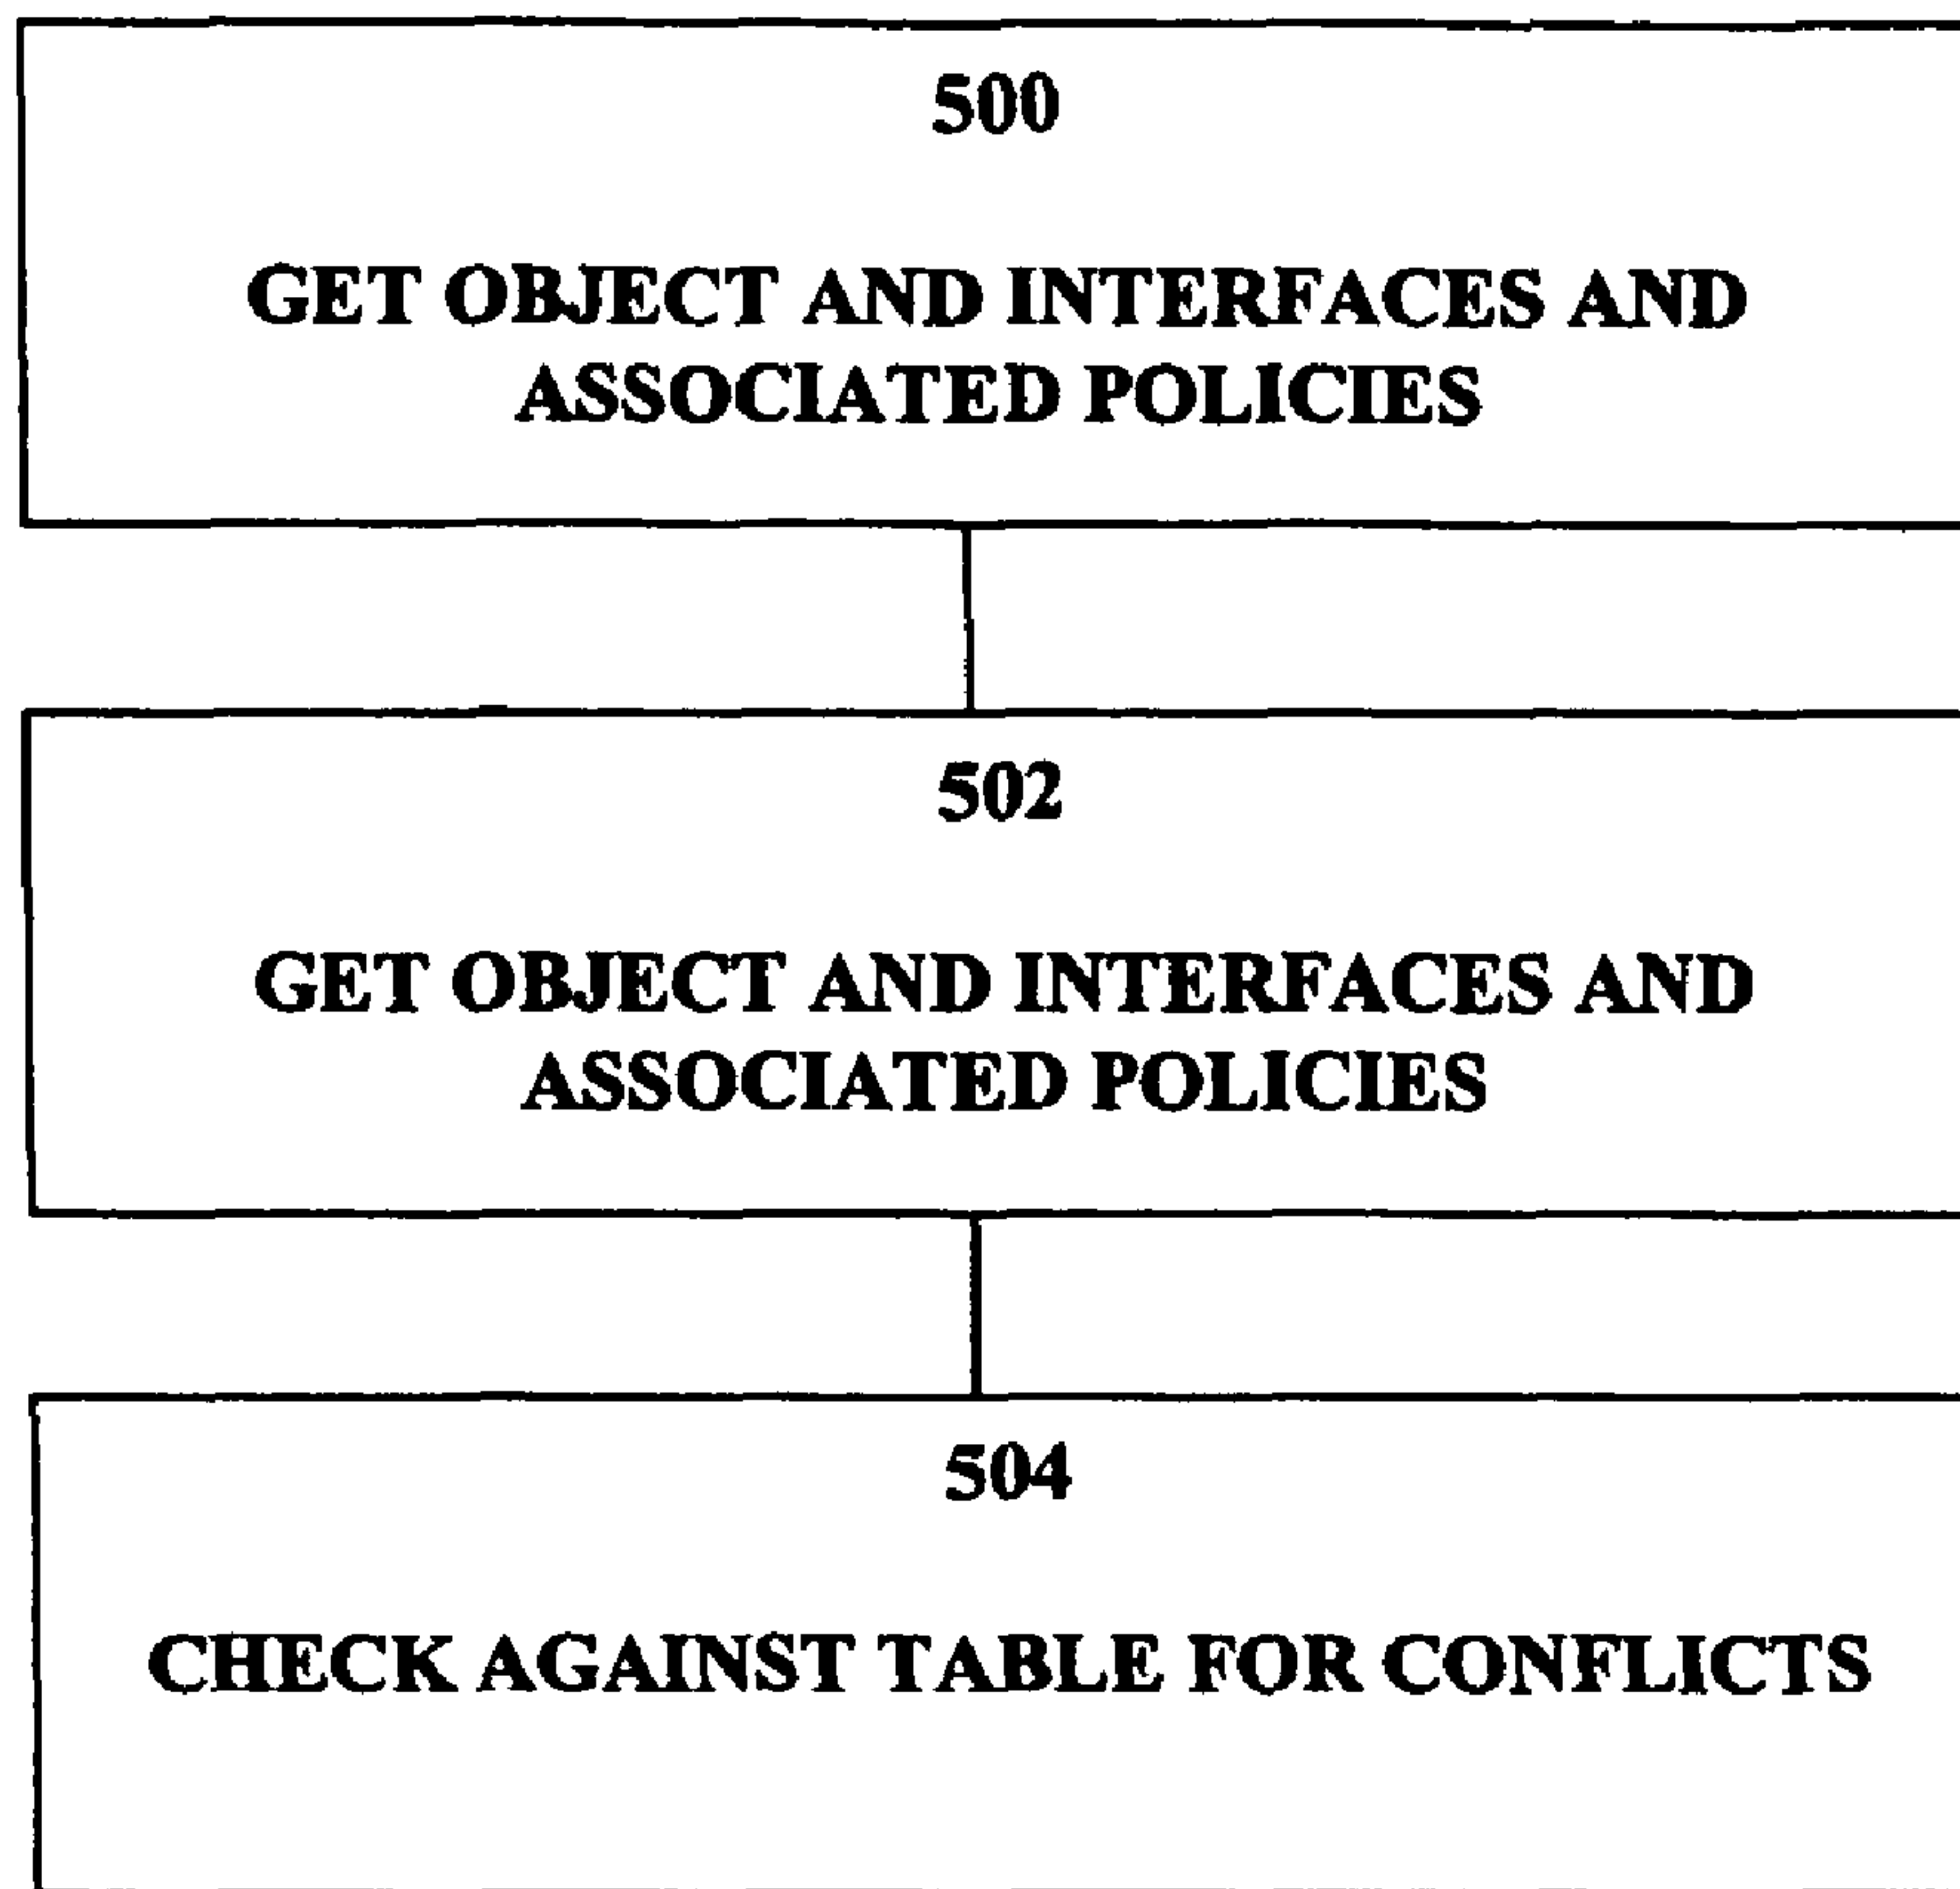 500
GET OBJECT AND INTERFACES AND
ASSOCIATED POLICIES
502
GET OBJECT AND INTERFACES AND
ASSOCIATED POLICIES
504
CHECK AGAINST TABLE FOR CONFLICTS